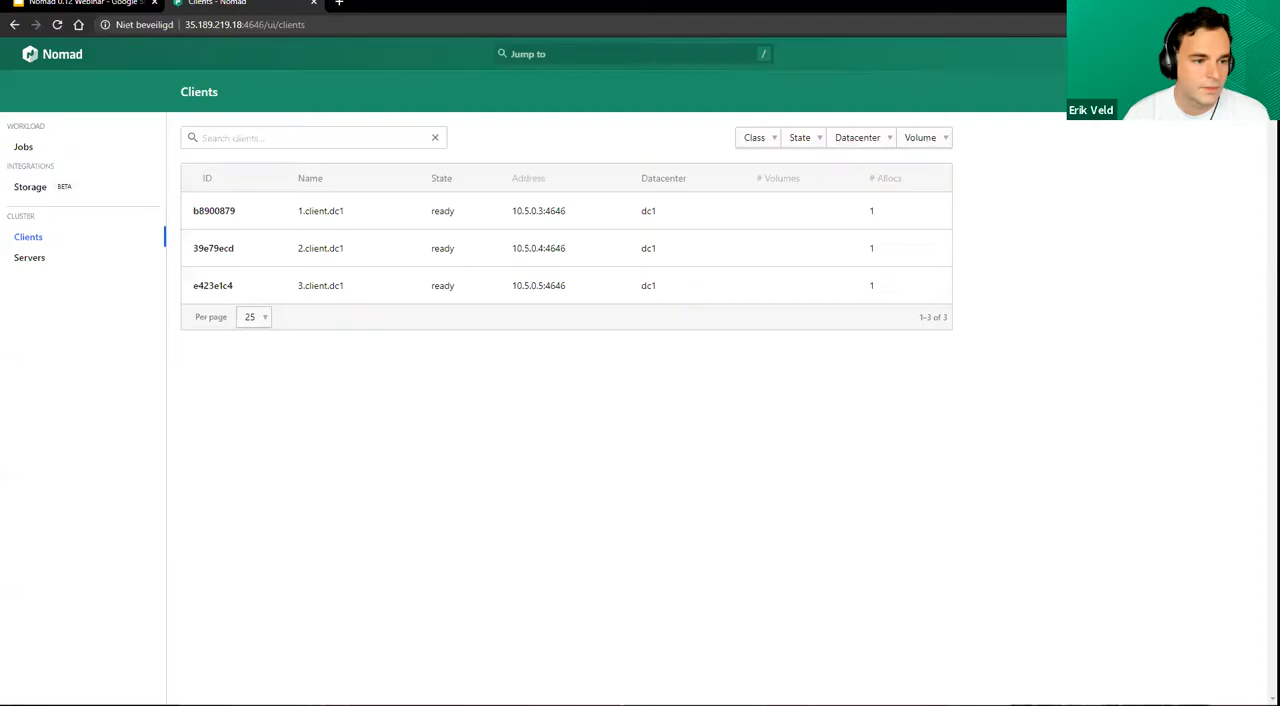 Nomad 0.12 Webinar - Google S
Clients - Nomad
Niet beveiligd
35.189.219.18:4646/ui/clients
Nomad
Jump to
/
Erik Veld
Clients
WORKLOAD
Jobs
INTEGRATIONS
Storage BETA
CLUSTER
Clients
Servers
Search clients...
Class State Datacenter Volume
ID Name State Address Datacenter # Volumes # Allocs
b8900879 1.client.dc1 ready 10.5.0.3:4646 dc1 1
39e79ecd 2.client.dc1 ready 10.5.0.4:4646 dc1 1
e423e1c4 3.client.dc1 ready 10.5.0.5:4646 dc1 1
Per page 25 1–3 of 3